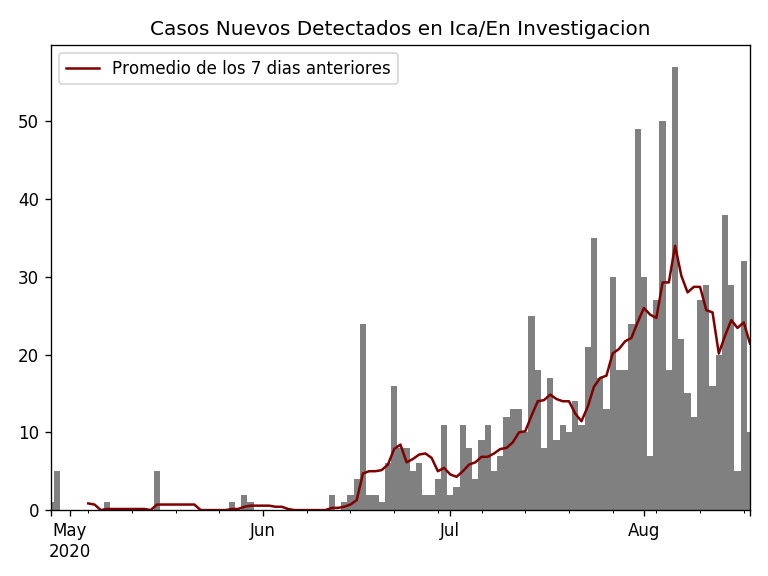 Casos Nuevos Detectados en Ica/En Investigacion
Promedio de los 7 dias anteriores
50
40
30
20
10
0
May Jun Jul Aug
2020